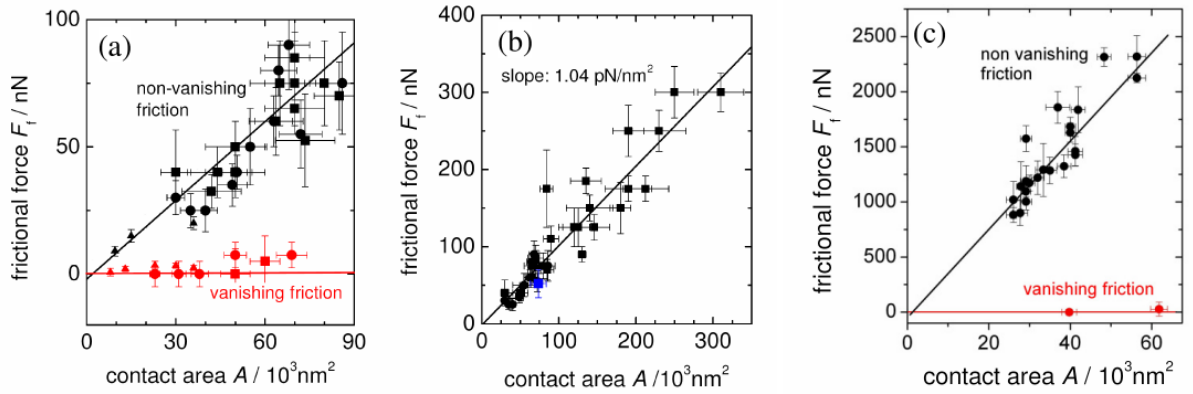 (a)
non-vanishing
friction
vanishing friction
100
50
0
0
30
60
90
frictional force Ff / nN
contact area A / 10³nm²
(b)
slope: 1.04 pN/nm²
400
300
200
100
0
0
100
200
300
frictional force Ff / nN
contact area A /10³nm²
(c)
non vanishing
friction
vanishing friction
2500
2000
1500
1000
500
0
0
20
40
60
frictional force Ff / nN
contact area A / 10³nm²